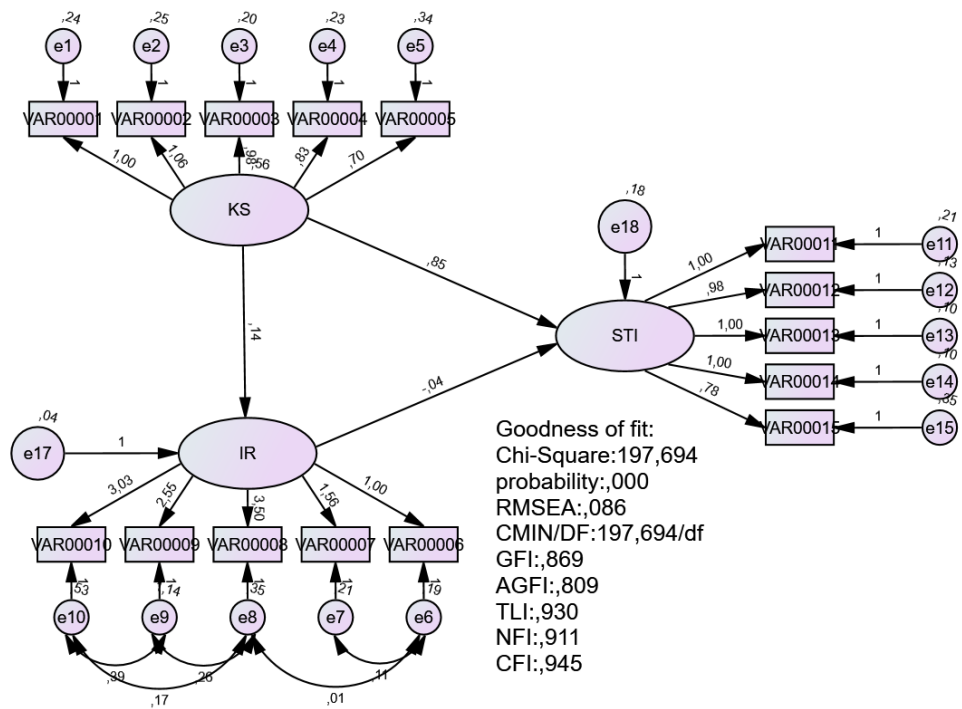 ,24 ,25 ,20 ,23 ,34
e1 e2 e3 e4 e5
1 1 1 1 1
VAR00001 VAR00002 VAR00003 VAR00004 VAR00005
1,00 1,06 ,98 ,83 ,70
,56
KS
,85
,14
,18
e18
1
STI
-,04
,21
1,00 VAR00011 1 e11
,13
,98 VAR00012 1 e12
,10
1,00 VAR00013 1 e13
,10
1,00 VAR00014 1 e14
,35
,78 VAR00015 1 e15
,04
e17
1
IR
3,03 2,55 3,50 1,56 1,00
VAR00010 VAR00009 VAR00008 VAR00007 VAR00006
,14
e10 e9 e8 e7 e6
,39 ,26 ,11
,17 ,01
Goodness of fit:
Chi-Square:197,694
probability:,000
RMSEA:,086
CMIN/DF:197,694/df
GFI:,869
AGFI:,809
TLI:,930
NFI:,911
CFI:,945